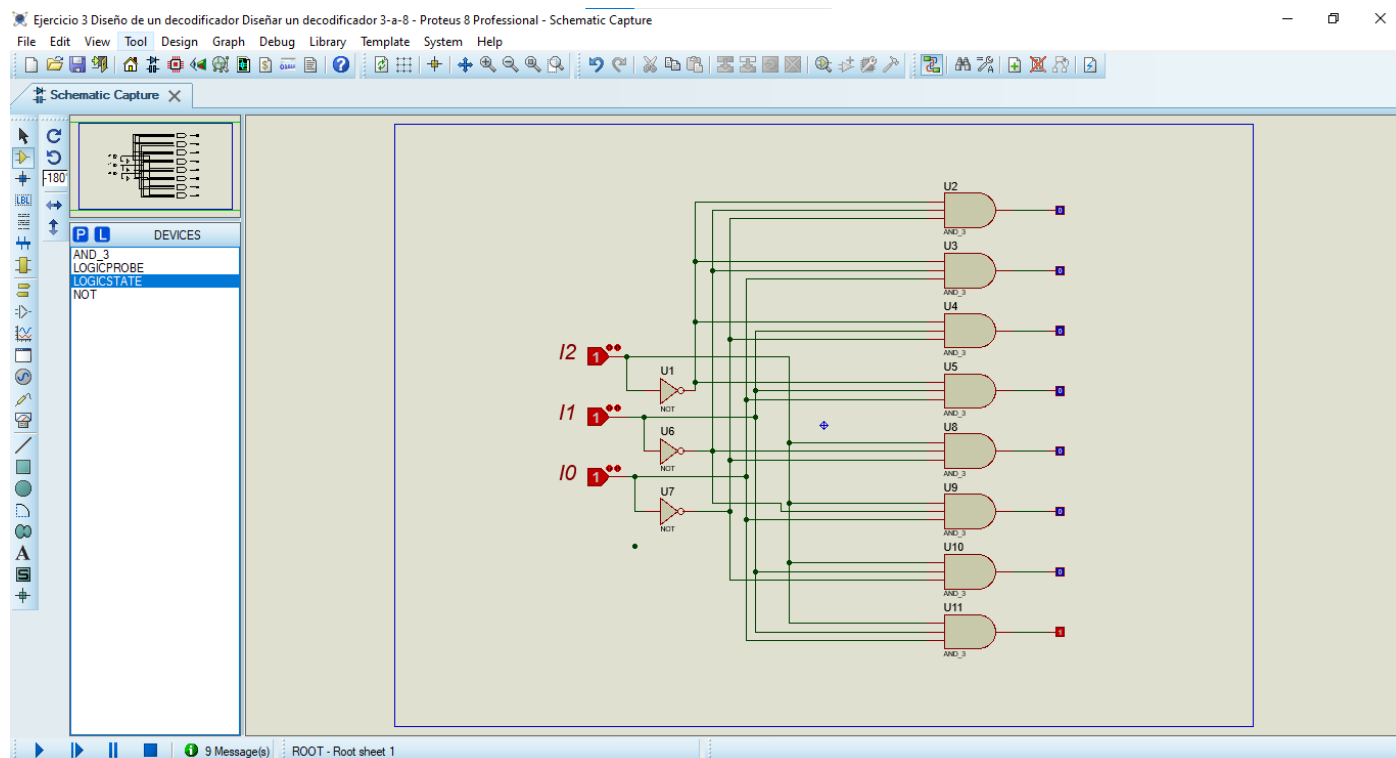 Ejercicio 3 Diseño de un decodificador Diseñar un decodificador 3-a-8 - Proteus 8 Professional - Schematic Capture
File Edit View Tool Design Graph Debug Library Template System Help
Schematic Capture
-180°
LBL
P L DEVICES
AND_3
LOGICPROBE
LOGICSTATE
NOT
A
S
U2
AND_3
0
U3
AND_3
0
U4
AND_3
0
I2 1
U1
NOT
U5
AND_3
0
I1 1
U6
NOT
U8
AND_3
0
I0 1
U7
NOT
U9
AND_3
0
U10
AND_3
0
U11
AND_3
1
9 Message(s) ROOT - Root sheet 1